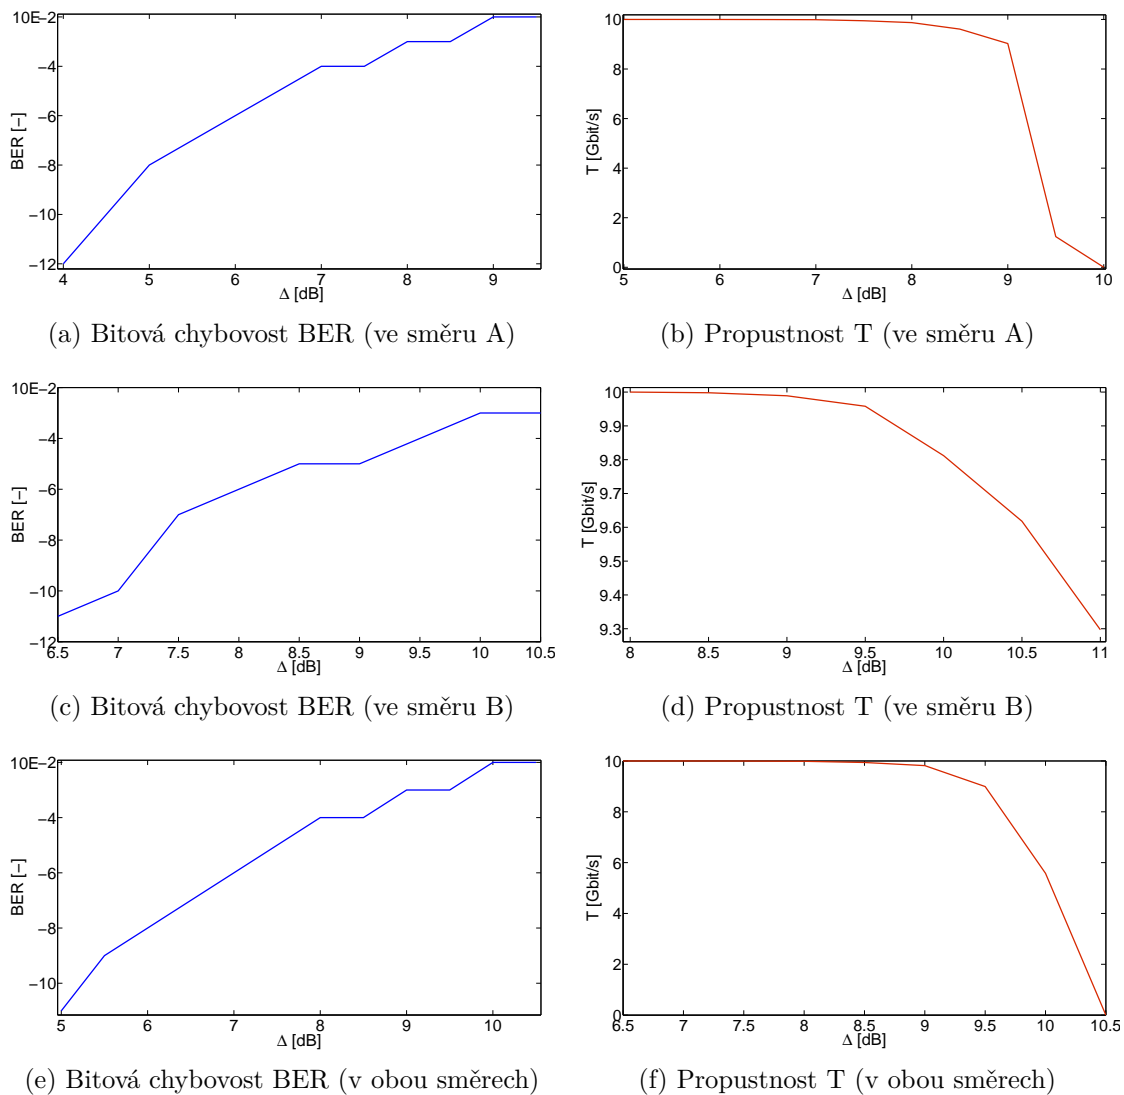 10E−2
−4
−6
−8
−10
−12
BER [−]
4 5 6 7 8 9
Δ [dB]
10
8
6
4
2
0
T [Gbit/s]
5 6 7 8 9 10
Δ [dB]
(a) Bitová chybovost BER (ve směru A)
(b) Propustnost T (ve směru A)
10E−2
−4
−6
−8
−10
−12
BER [−]
6.5 7 7.5 8 8.5 9 9.5 10 10.5
Δ [dB]
10
9.9
9.8
9.7
9.6
9.5
9.4
9.3
T [Gbit/s]
8 8.5 9 9.5 10 10.5 11
Δ [dB]
(c) Bitová chybovost BER (ve směru B)
(d) Propustnost T (ve směru B)
10E−2
−4
−6
−8
−10
BER [−]
5 6 7 8 9 10
Δ [dB]
10
8
6
4
2
0
T [Gbit/s]
6.5 7 7.5 8 8.5 9 9.5 10 10.5
Δ [dB]
(e) Bitová chybovost BER (v obou směrech)
(f) Propustnost T (v obou směrech)